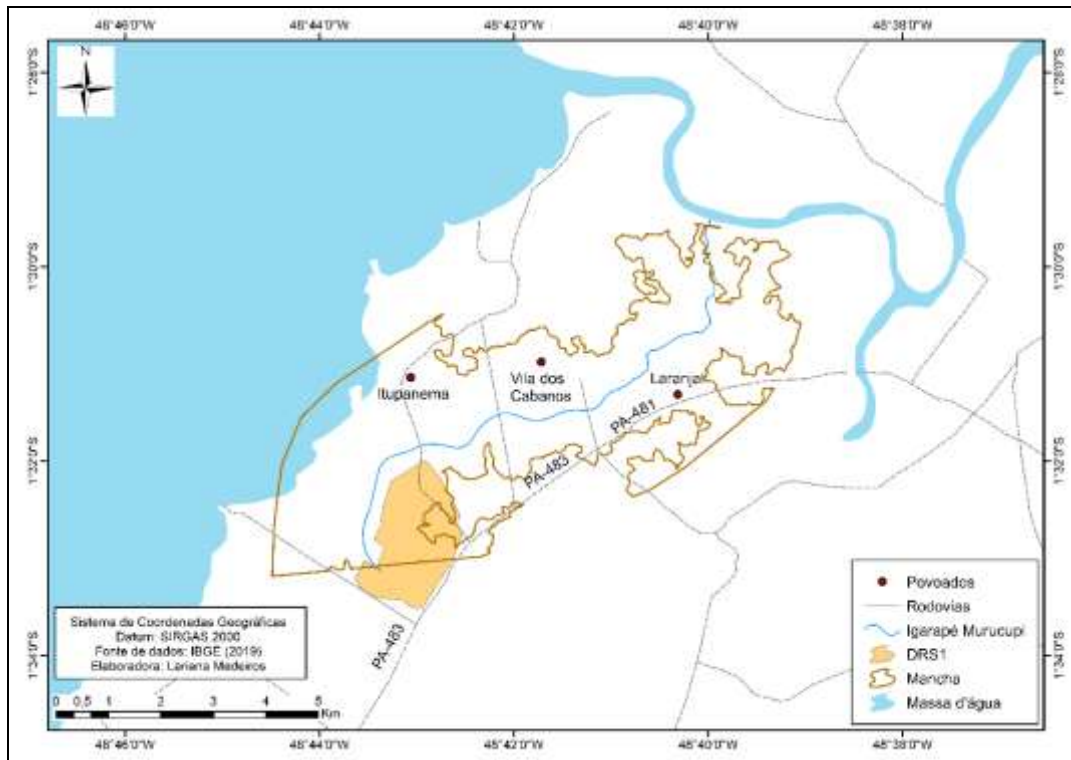 48°46'0"W 48°44'0"W 48°42'0"W 48°40'0"W 48°38'0"W
N
1°28'0"S 1°28'0"S
1°30'0"S 1°30'0"S
Itupanema
Vila dos
Cabanos
Laranjal
PA-481
1°32'0"S 1°32'0"S
PA-483
PA-483
1°34'0"S 1°34'0"S
Sistema de Coordenadas Geográficas
Datum: SIRGAS 2000
Fonte de dados: IBGE (2019)
Elaboradora: Lariana Medeiros
0 0,5 1 2 3 4 5
Km
Povoados
Rodovias
Igarapé Murucupi
DRS1
Mancha
Massa d'água
48°46'0"W 48°44'0"W 48°42'0"W 48°40'0"W 48°38'0"W